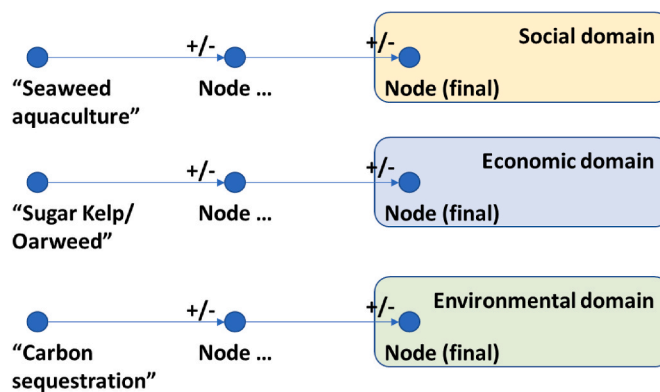 +/- +/- Social domain
“Seaweed aquaculture” Node ... Node (final)
+/- +/- Economic domain
“Sugar Kelp/ Oarweed” Node ... Node (final)
+/- +/- Environmental domain
“Carbon sequestration” Node ... Node (final)